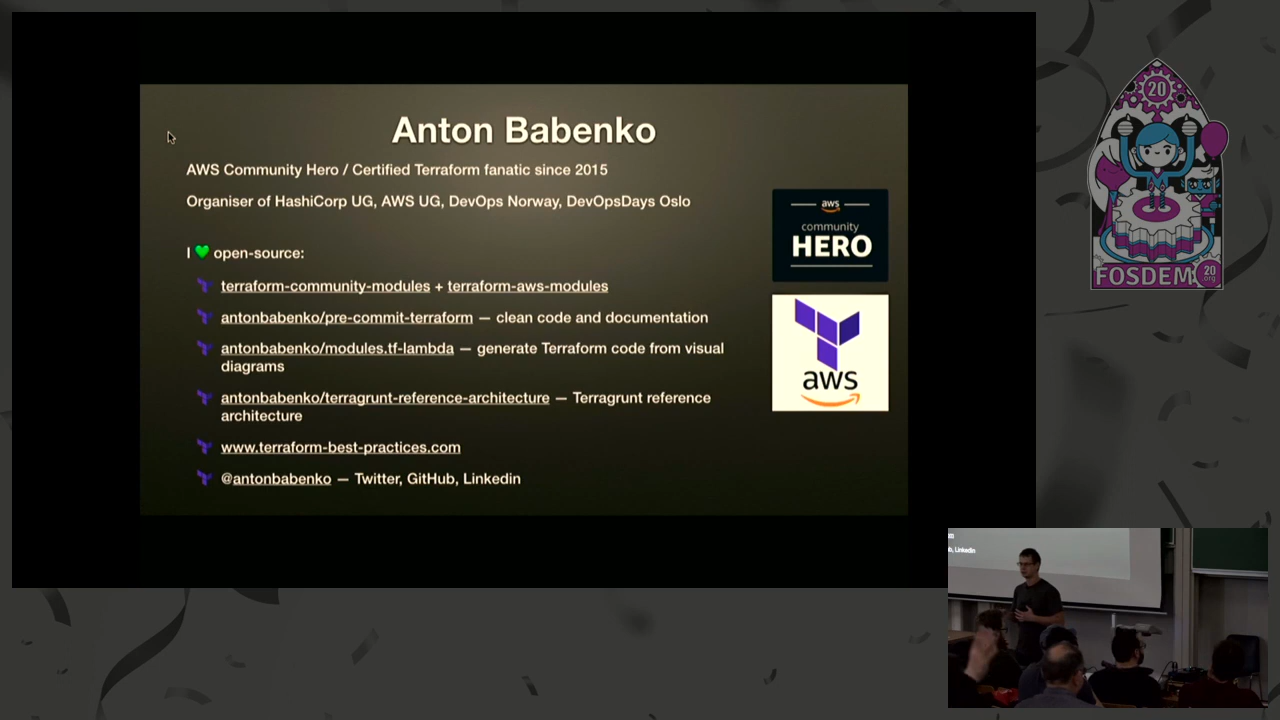 Anton Babenko
AWS Community Hero / Certified Terraform fanatic since 2015
Organiser of HashiCorp UG, AWS UG, DevOps Norway, DevOpsDays Oslo
I 💚 open-source:
terraform-community-modules + terraform-aws-modules
antonbabenko/pre-commit-terraform — clean code and documentation
antonbabenko/modules.tf-lambda — generate Terraform code from visual
diagrams
antonbabenko/terragrunt-reference-architecture — Terragrunt reference
architecture
www.terraform-best-practices.com
@antonbabenko — Twitter, GitHub, Linkedin
aws
community
HERO
aws
20
FOSDEM
20
.org
, Linkedin